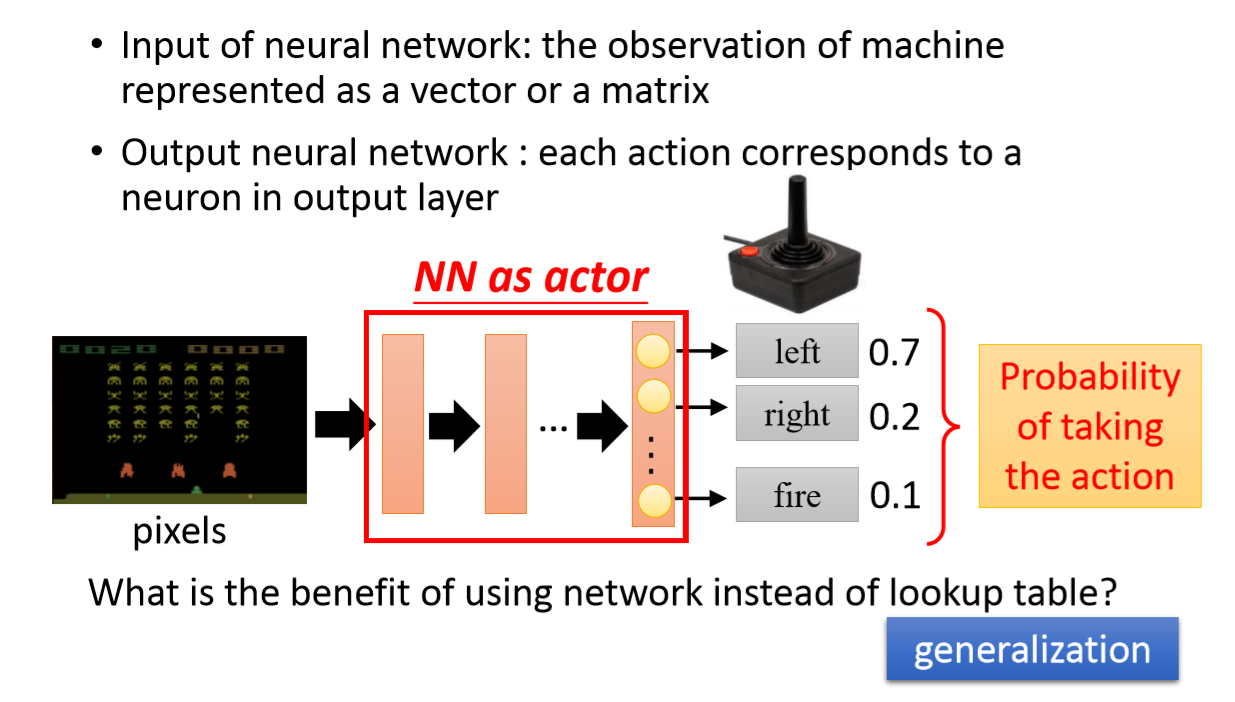 • Input of neural network: the observation of machine
represented as a vector or a matrix
• Output neural network : each action corresponds to a
neuron in output layer
NN as actor
0020 0000
left 0.7
right 0.2
...
fire 0.1
Probability
of taking
the action
pixels
What is the benefit of using network instead of lookup table?
generalization